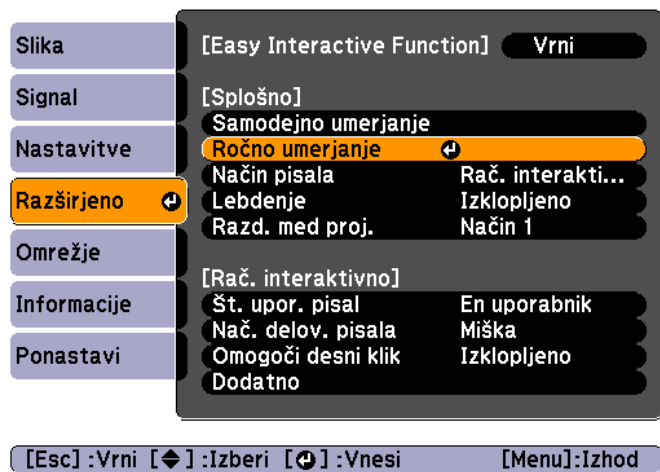 Slika
Signal
Nastavitve
Razširjeno
Omrežje
Informacije
Ponastavi
[Easy Interactive Function] Vrni
[Splošno]
Samodejno umerjanje
Ročno umerjanje
Način pisala Rač. interakti...
Lebdenje Izklopljeno
Razd. med proj. Način 1
[Rač. interaktivno]
Št. upor. pisal En uporabnik
Nač. delov. pisala Miška
Omogoči desni klik Izklopljeno
Dodatno
[Esc] :Vrni [◆] :Izberi [⏎] :Vnesi [Menu]:Izhod